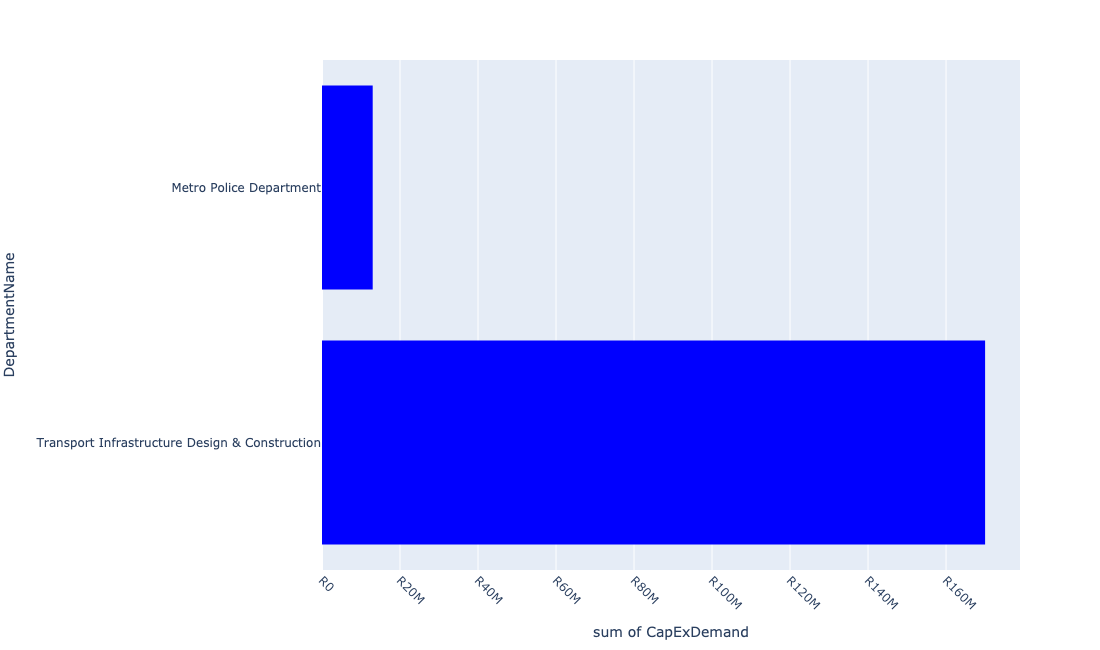 DepartmentName
Metro Police Department
Transport Infrastructure Design & Construction
R0
R20M
R40M
R60M
R80M
R100M
R120M
R140M
R160M
sum of CapExDemand